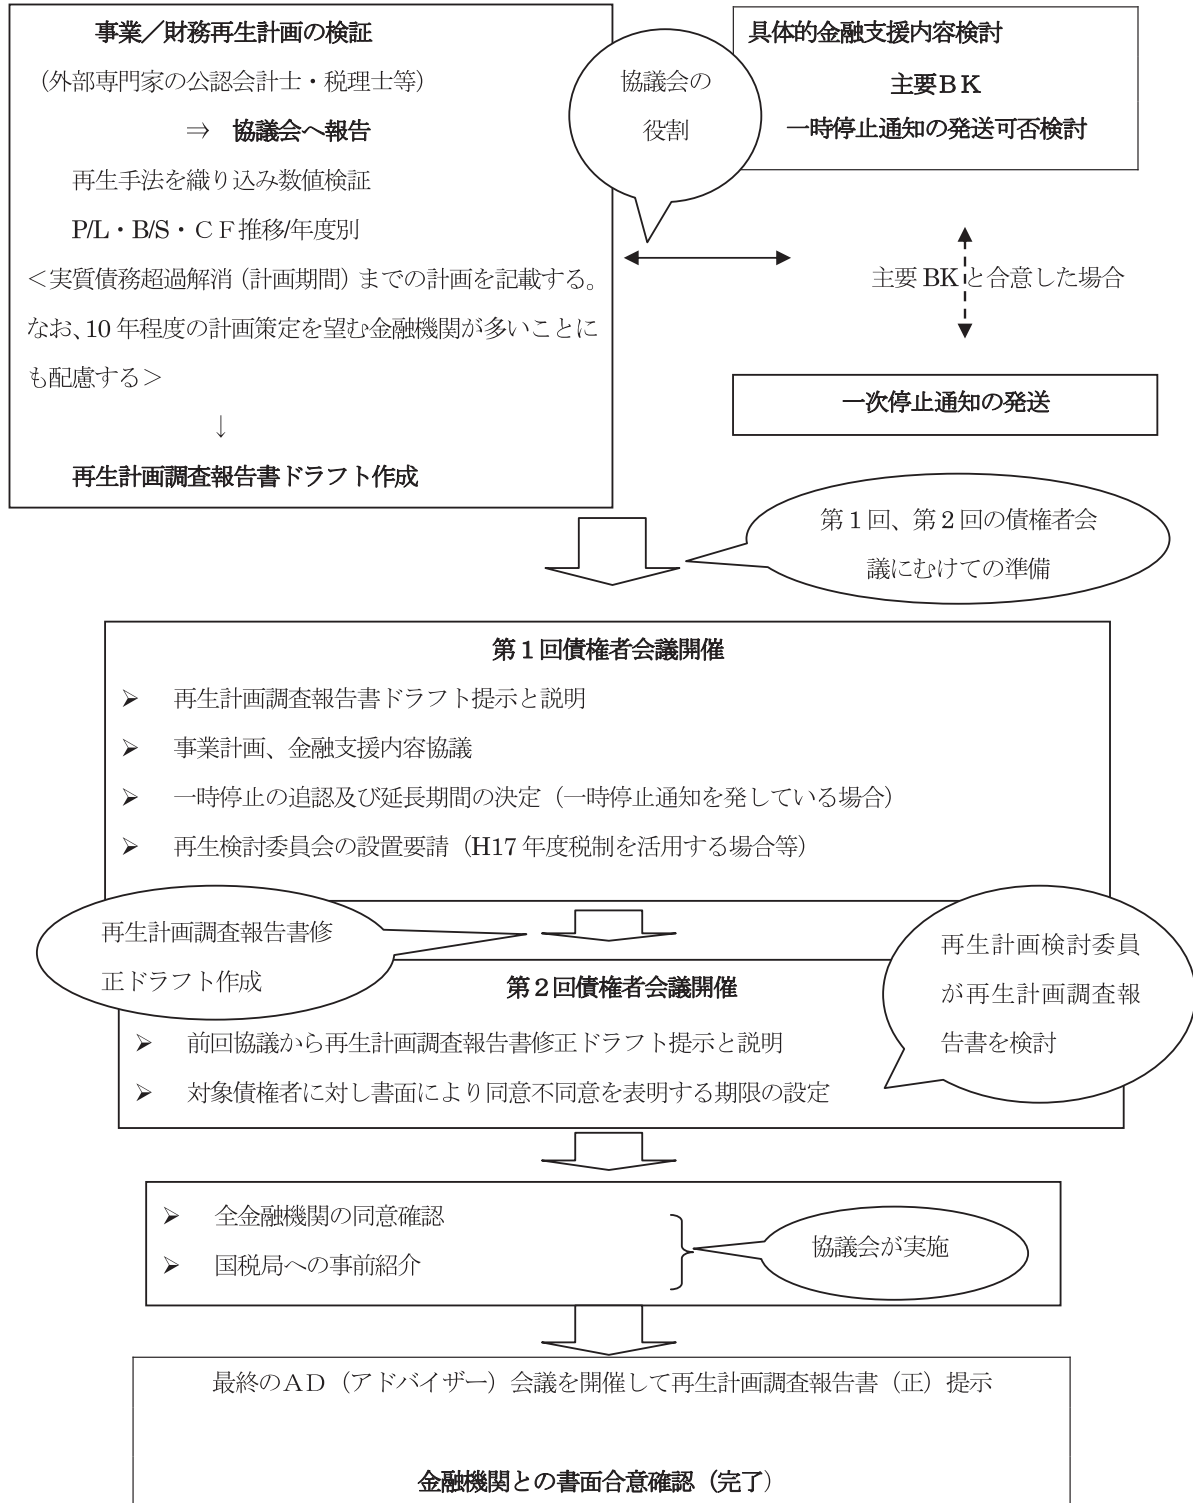 事業／財務再生計画の検証
（外部専門家の公認会計士・税理士等）
⇒　協議会へ報告
再生手法を織り込み数値検証
P/L・B/S・ＣＦ推移/年度別
＜実質債務超過解消（計画期間）までの計画を記載する。
なお、10 年程度の計画策定を望む金融機関が多いことに
も配慮する＞
↓
再生計画調査報告書ドラフト作成
協議会の
役割
具体的金融支援内容検討
主要ＢＫ
一時停止通知の発送可否検討
主要 BK と合意した場合
一次停止通知の発送
第１回、第２回の債権者会
議にむけての準備
第１回債権者会議開催
➢　再生計画調査報告書ドラフト提示と説明
➢　事業計画、金融支援内容協議
➢　一時停止の追認及び延長期間の決定（一時停止通知を発している場合）
➢　再生検討委員会の設置要請（H17 年度税制を活用する場合等）
再生計画調査報告書修
正ドラフト作成
再生計画検討委員
が再生計画調査報
告書を検討
第２回債権者会議開催
➢　前回協議から再生計画調査報告書修正ドラフト提示と説明
➢　対象債権者に対し書面により同意不同意を表明する期限の設定
➢　全金融機関の同意確認
➢　国税局への事前紹介
協議会が実施
最終のＡＤ（アドバイザー）会議を開催して再生計画調査報告書（正）提示
金融機関との書面合意確認（完了）